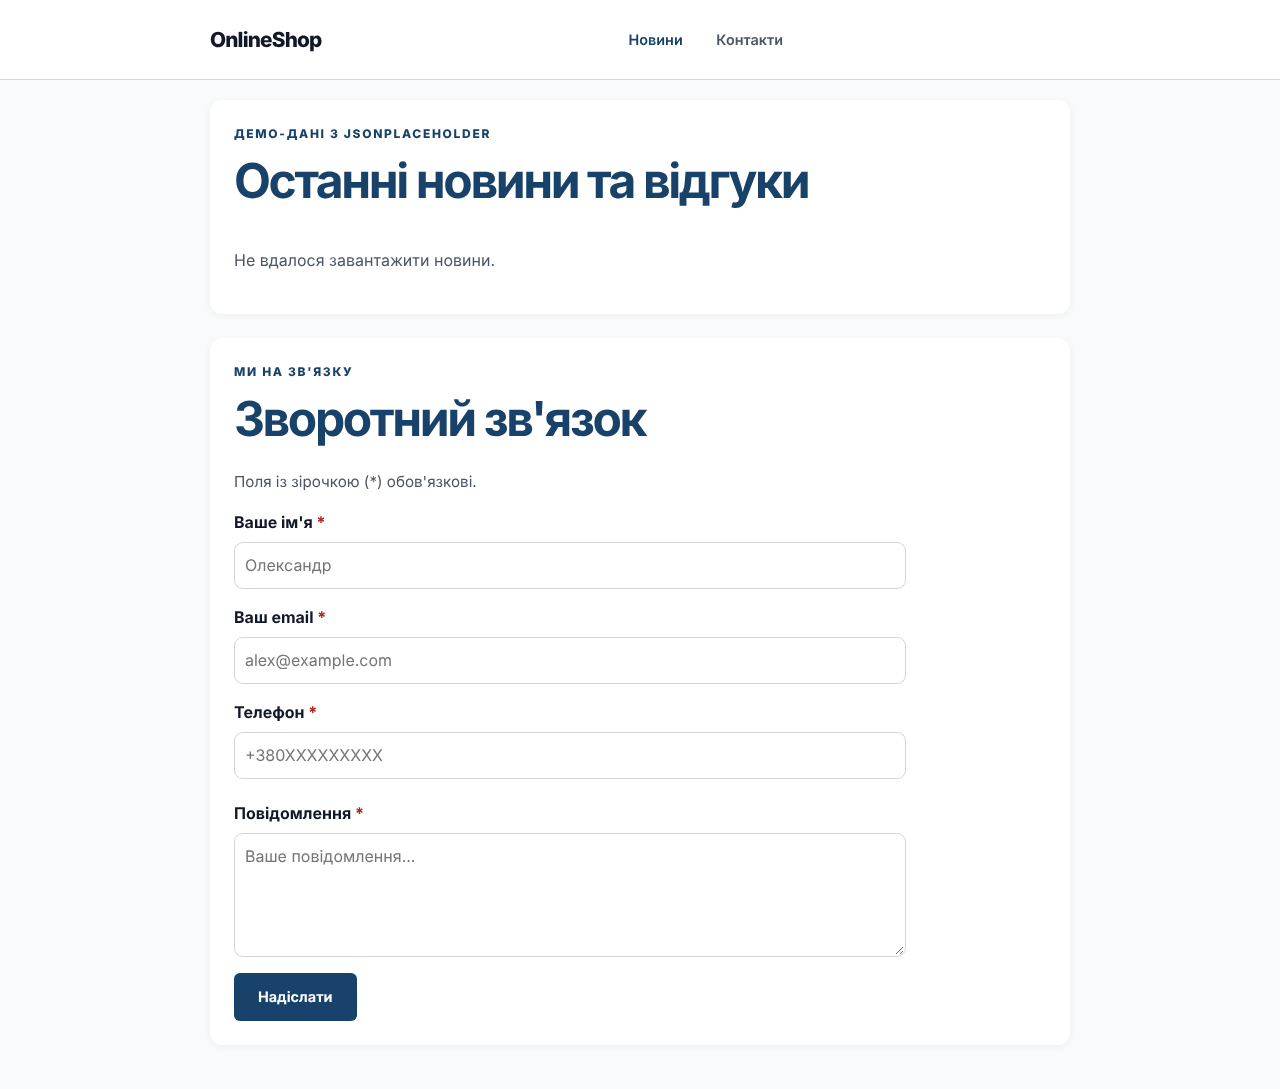 OnlineShop
Новини
Контакти
ДЕМО-ДАНІ З JSONPLACEHOLDER
Останні новини та відгуки
Не вдалося завантажити новини.
МИ НА ЗВ'ЯЗКУ
Зворотний зв'язок
Поля із зірочкою (*) обов'язкові.
Ваше ім'я *
Олександр
Ваш email *
alex@example.com
Телефон *
+380XXXXXXXXX
Повідомлення *
Ваше повідомлення...
Надіслати